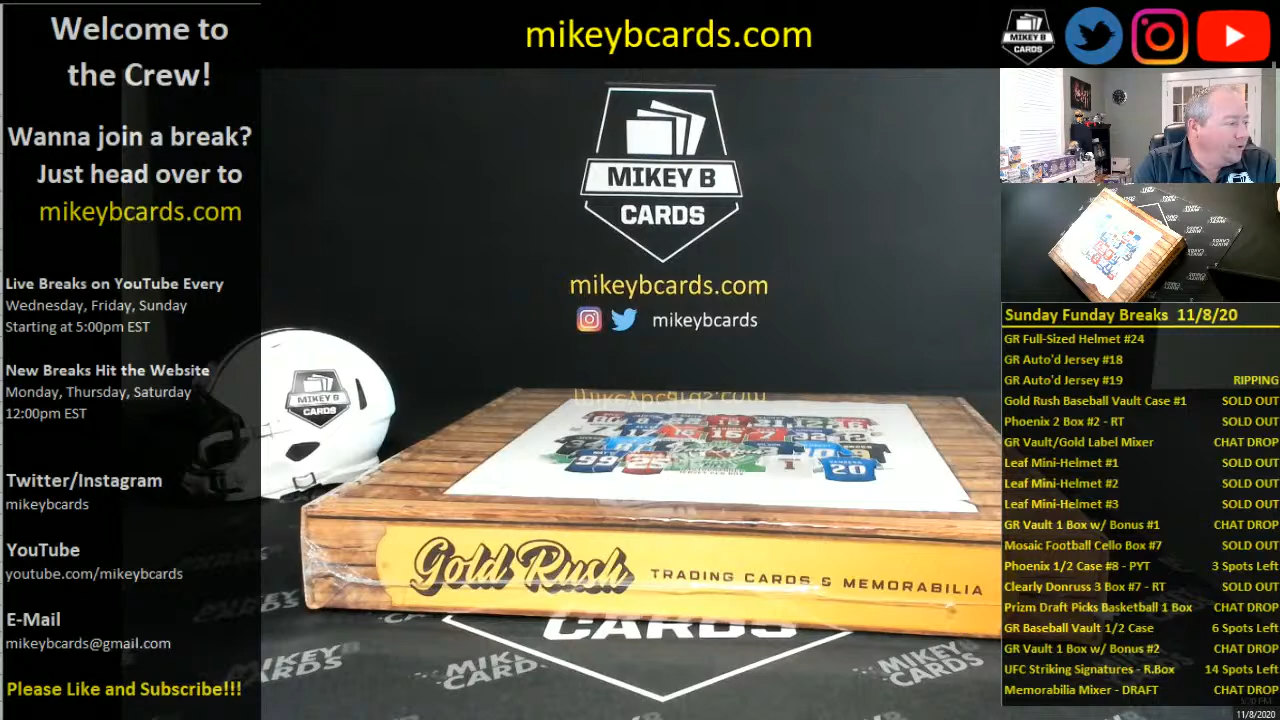 Welcome to
the Crew!
Wanna join a break?
Just head over to
mikeybcards.com
Live Breaks on YouTube Every
Wednesday, Friday, Sunday
Starting at 5:00pm EST
New Breaks Hit the Website
Monday, Thursday, Saturday
12:00pm EST
Twitter/Instagram
mikeybcards
YouTube
youtube.com/mikeybcards
E-Mail
mikeybcards@gmail.com
Please Like and Subscribe!!!
mikeybcards.com
MIKEY B
CARDS
mikeybcards.com
mikeybcards
MIKEY B
CARDS
Gold Rush TRADING CARDS & MEMORABILIA
CARDS
MIKEY B
CARDS
MIKEY B
CARDS
MIKEY B
CARDS
Sunday Funday Breaks 11/8/20
GR Full-Sized Helmet #24
GR Auto'd Jersey #18
GR Auto'd Jersey #19 RIPPING
Gold Rush Baseball Vault Case #1 SOLD OUT
Phoenix 2 Box #2 - RT SOLD OUT
GR Vault/Gold Label Mixer CHAT DROP
Leaf Mini-Helmet #1 SOLD OUT
Leaf Mini-Helmet #2 SOLD OUT
Leaf Mini-Helmet #3 SOLD OUT
GR Vault 1 Box w/ Bonus #1 CHAT DROP
Mosaic Football Cello Box #7 SOLD OUT
Phoenix 1/2 Case #8 - PYT 3 Spots Left
Clearly Donruss 3 Box #7 - RT SOLD OUT
Prizm Draft Picks Basketball 1 Box CHAT DROP
GR Baseball Vault 1/2 Case 6 Spots Left
GR Vault 1 Box w/ Bonus #2 CHAT DROP
UFC Striking Signatures - R.Box 14 Spots Left
Memorabilia Mixer - DRAFT CHAT DROP
11/8/2020